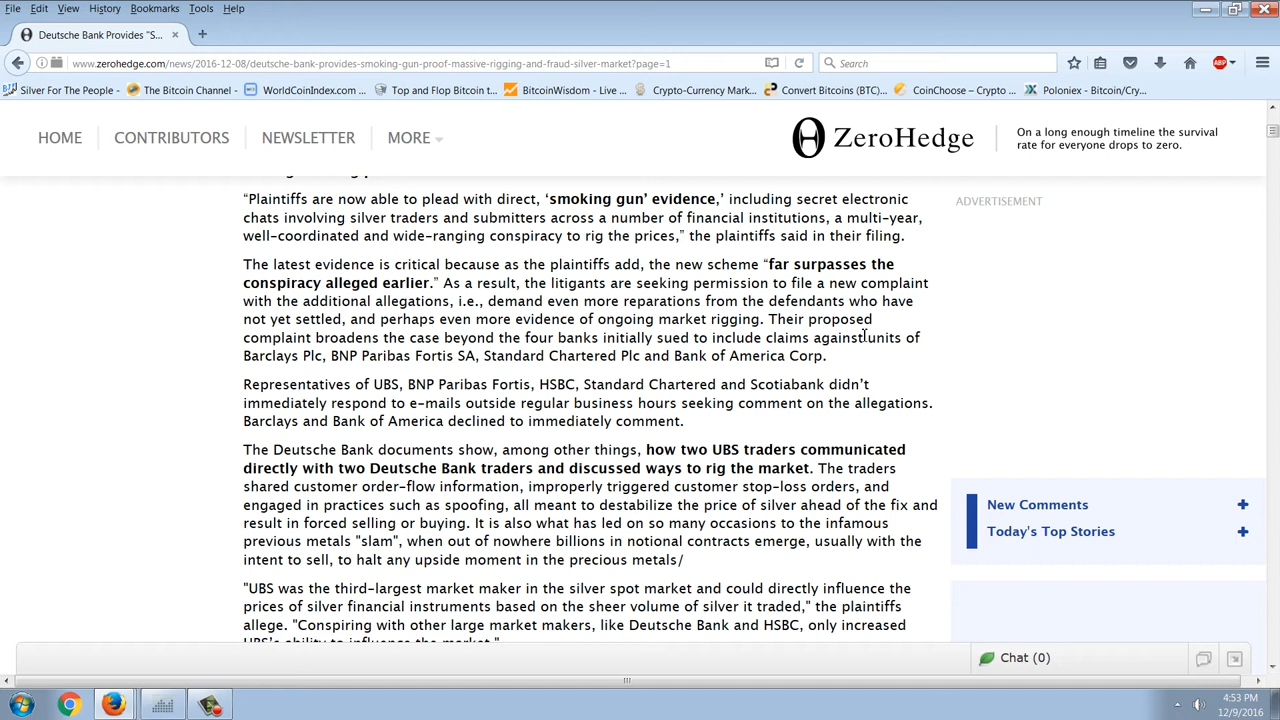 File Edit View History Bookmarks Tools Help
Deutsche Bank Provides "S...
www.zerohedge.com/news/2016-12-08/deutsche-bank-provides-smoking-gun-proof-massive-rigging-and-fraud-silver-market?page=1
Search
ABP
Silver For The People - ... The Bitcoin Channel - ... WorldCoinIndex.com ... Top and Flop Bitcoin t... BitcoinWisdom - Live ... Crypto-Currency Mark... Convert Bitcoins (BTC)... CoinChoose – Crypto ... Poloniex - Bitcoin/Cry...
HOME CONTRIBUTORS NEWSLETTER MORE
ZeroHedge
On a long enough timeline the survival
rate for everyone drops to zero.
ADVERTISEMENT
“Plaintiffs are now able to plead with direct, ‘smoking gun’ evidence,’ including secret electronic
chats involving silver traders and submitters across a number of financial institutions, a multi-year,
well-coordinated and wide-ranging conspiracy to rig the prices,” the plaintiffs said in their filing.
The latest evidence is critical because as the plaintiffs add, the new scheme “far surpasses the
conspiracy alleged earlier.” As a result, the litigants are seeking permission to file a new complaint
with the additional allegations, i.e., demand even more reparations from the defendants who have
not yet settled, and perhaps even more evidence of ongoing market rigging. Their proposed
complaint broadens the case beyond the four banks initially sued to include claims against units of
Barclays Plc, BNP Paribas Fortis SA, Standard Chartered Plc and Bank of America Corp.
Representatives of UBS, BNP Paribas Fortis, HSBC, Standard Chartered and Scotiabank didn’t
immediately respond to e-mails outside regular business hours seeking comment on the allegations.
Barclays and Bank of America declined to immediately comment.
The Deutsche Bank documents show, among other things, how two UBS traders communicated
directly with two Deutsche Bank traders and discussed ways to rig the market. The traders
shared customer order-flow information, improperly triggered customer stop-loss orders, and
engaged in practices such as spoofing, all meant to destabilize the price of silver ahead of the fix and
result in forced selling or buying. It is also what has led on so many occasions to the infamous
previous metals "slam", when out of nowhere billions in notional contracts emerge, usually with the
intent to sell, to halt any upside moment in the precious metals/
"UBS was the third-largest market maker in the silver spot market and could directly influence the
prices of silver financial instruments based on the sheer volume of silver it traded," the plaintiffs
allege. "Conspiring with other large market makers, like Deutsche Bank and HSBC, only increased
UBS's ability to influence the market."
New Comments +
Today's Top Stories +
Chat (0)
4:53 PM
12/9/2016